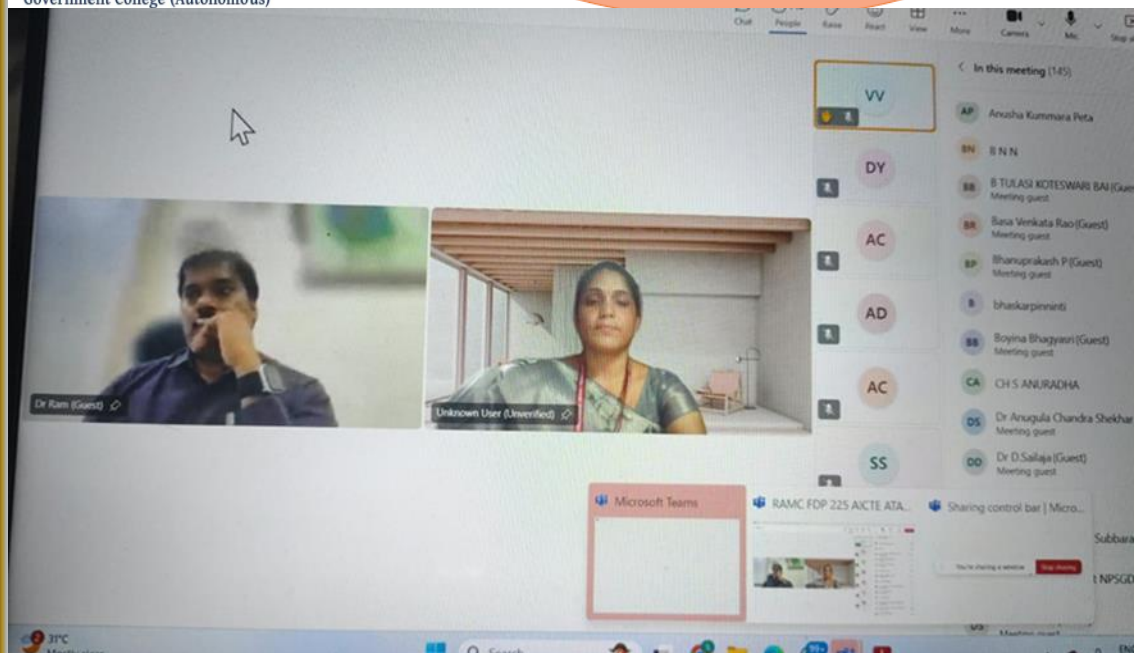 Government College (Autonomous)
Chat
People
Raise
React
View
More
Camera
Mic
In this meeting (145)
VV
DY
AC
AD
AC
SS
AP Anusha Kummara Peta
BN B N N
BB B TULASI KOTESWARI BAI (Gue
Meeting guest
BR Basa Venkata Rao (Guest)
Meeting guest
BP Bhanuprakash P (Guest)
Meeting guest
B bhaskarpinninti
BB Boyina Bhagyasri (Guest)
Meeting guest
CA CH S ANURADHA
DS Dr Anugula Chandra Shekhar
Meeting guest
DD Dr D.Sailaja (Guest)
Meeting guest
Dr Ram (Guest)
Unknown User (Unverified)
Microsoft Teams
RAMC FDP 225 AICTE ATA...
Sharing control bar | Micro...
You're sharing a window
Stop sharing
Subbara
t NPSGD
Meeting guest
2
31°C
Search
99+
ENG